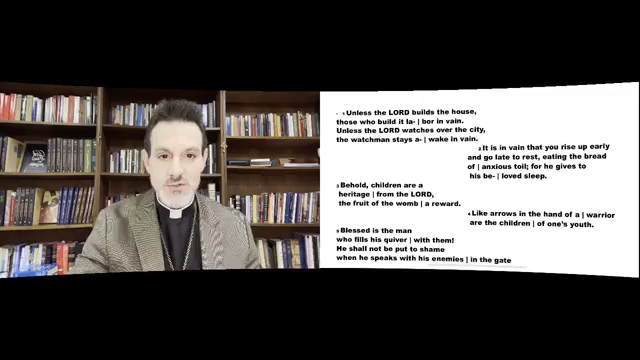 1 Unless the LORD builds the house,
those who build it la- | bor in vain.
Unless the LORD watches over the city,
the watchman stays a- | wake in vain.
2 It is in vain that you rise up early
and go late to rest, eating the bread
of | anxious toil; for he gives to
his be- | loved sleep.
3 Behold, children are a
heritage | from the LORD,
the fruit of the womb | a reward.
4 Like arrows in the hand of a | warrior
are the children | of one's youth.
5 Blessed is the man
who fills his quiver | with them!
He shall not be put to shame
when he speaks with his enemies | in the gate